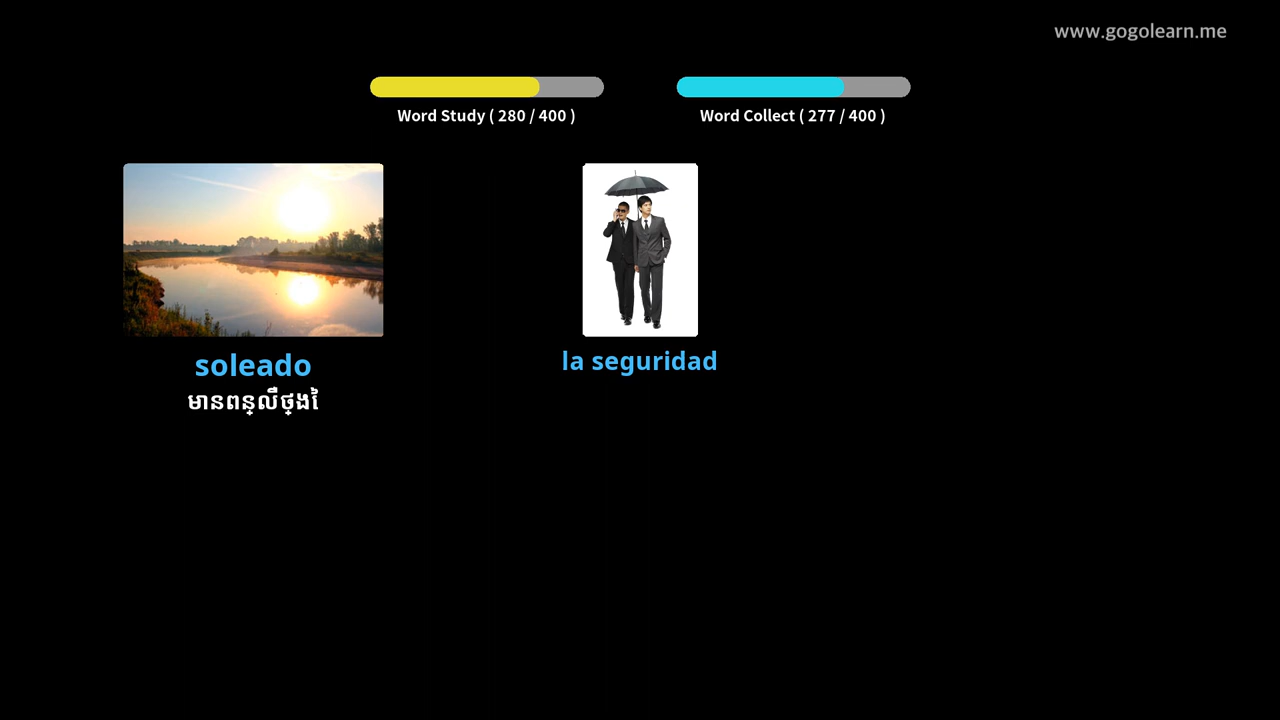 www.gogolearn.me
Word Study ( 280 / 400 )
Word Collect ( 277 / 400 )
soleado
la seguridad
មានពន្លឺថ្ងៃ